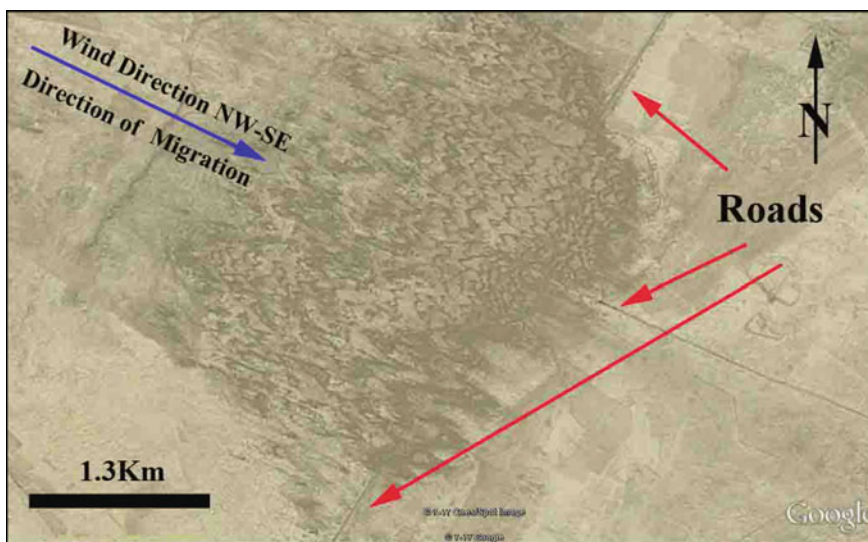 Wind Direction NW-SE
Direction of Migration
N
Roads
1.3Km
Google